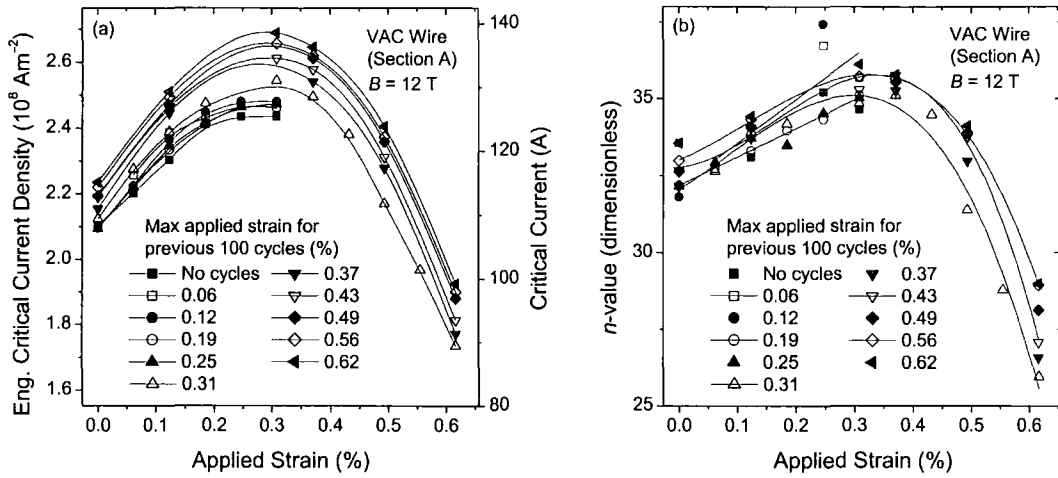 (a)
VAC Wire
(Section A)
B = 12 T
Eng. Critical Current Density (10⁸ Am⁻²)
2.6
2.4
2.2
2.0
1.8
1.6
140
120
100
80
Critical Current (A)
Max applied strain for
previous 100 cycles (%)
No cycles
0.06
0.12
0.19
0.25
0.31
0.37
0.43
0.49
0.56
0.62
0.0 0.1 0.2 0.3 0.4 0.5 0.6
Applied Strain (%)
(b)
VAC Wire
(Section A)
B = 12 T
n-value (dimensionless)
35
30
25
Max applied strain for
previous 100 cycles (%)
No cycles
0.06
0.12
0.19
0.25
0.31
0.37
0.43
0.49
0.56
0.62
0.0 0.1 0.2 0.3 0.4 0.5 0.6
Applied Strain (%)